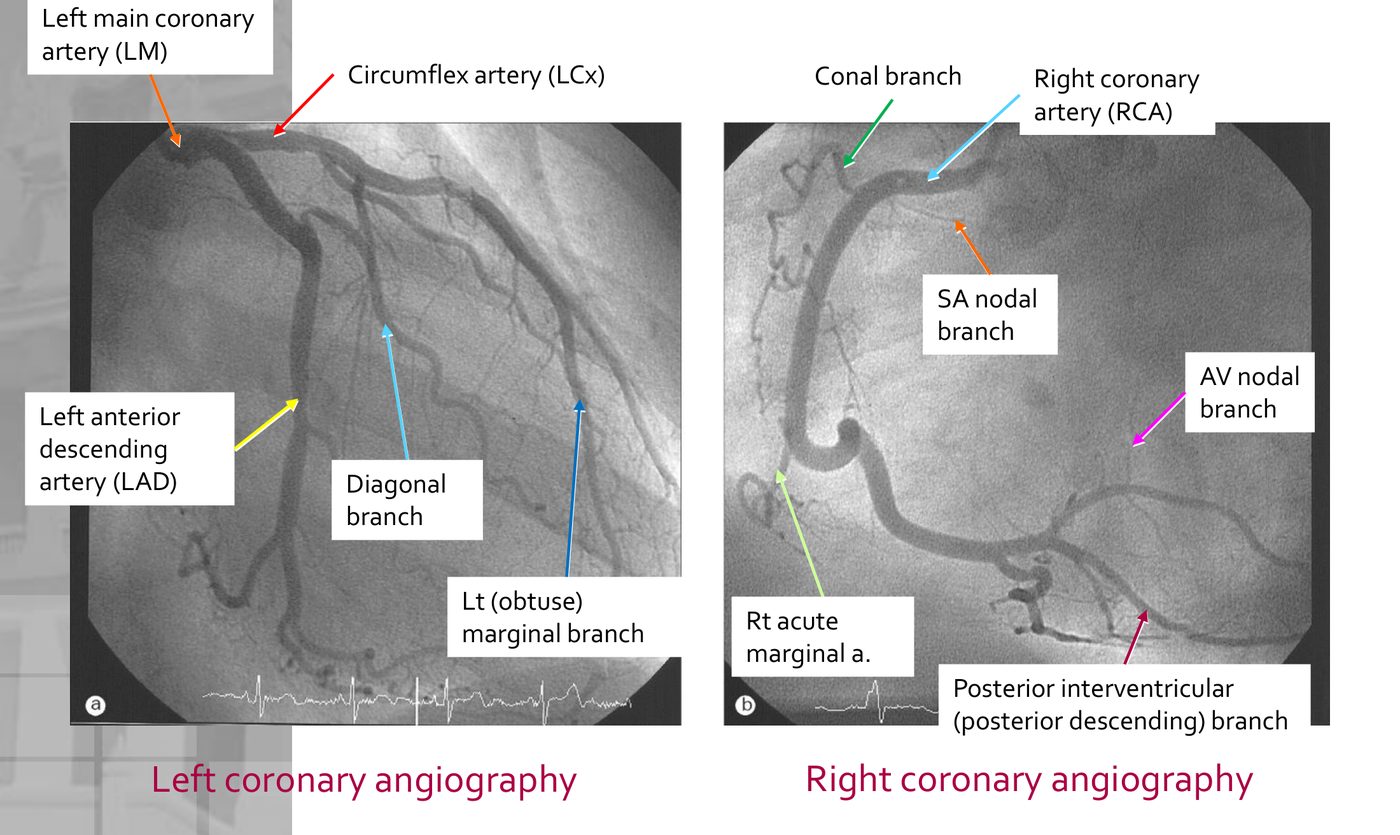 Left main coronary
artery (LM)
Circumflex artery (LCx)
Conal branch
Right coronary
artery (RCA)
SA nodal
branch
AV nodal
branch
Left anterior
descending
artery (LAD)
Diagonal
branch
Lt (obtuse)
marginal branch
Rt acute
marginal a.
Posterior interventricular
(posterior descending) branch
a
b
Left coronary angiography
Right coronary angiography